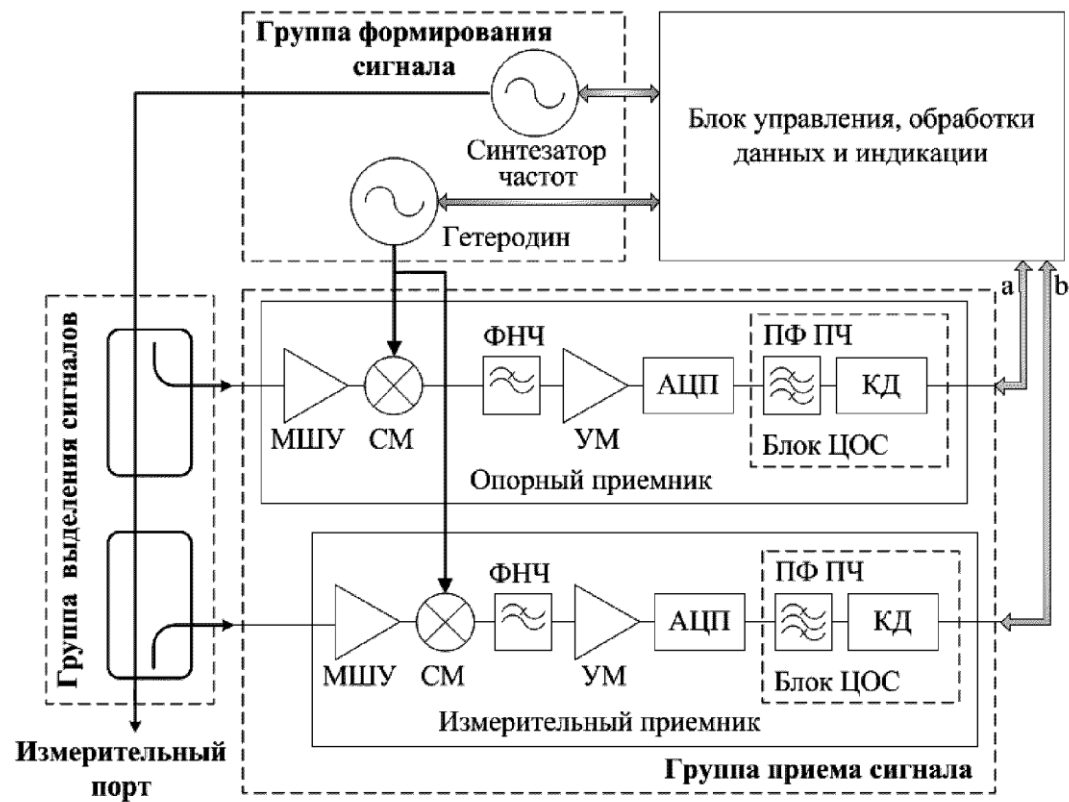 Группа формирования
сигнала
Синтезатор
частот
Гетеродин
Блок управления, обработки
данных и индикации
a
b
Группа выделения сигналов
ФНЧ
ПФ ПЧ
АЦП
КД
МШУ
СМ
УМ
Блок ЦОС
Опорный приемник
ФНЧ
ПФ ПЧ
АЦП
КД
МШУ
СМ
УМ
Блок ЦОС
Измерительный приемник
Измерительный
порт
Группа приема сигнала